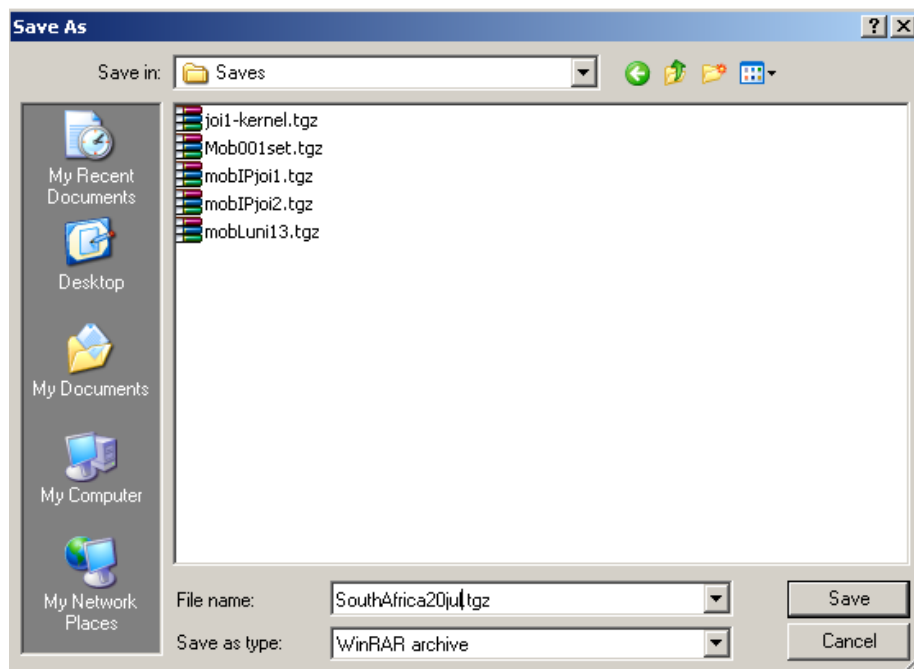 Save As
Save in:
Saves
joi1-kernel.tgz
Mob001set.tgz
mobIPjoi1.tgz
mobIPjoi2.tgz
mobLuni13.tgz
My Recent
Documents
Desktop
My Documents
My Computer
My Network
Places
File name:
SouthAfrica20jul.tgz
Save
Save as type:
WinRAR archive
Cancel